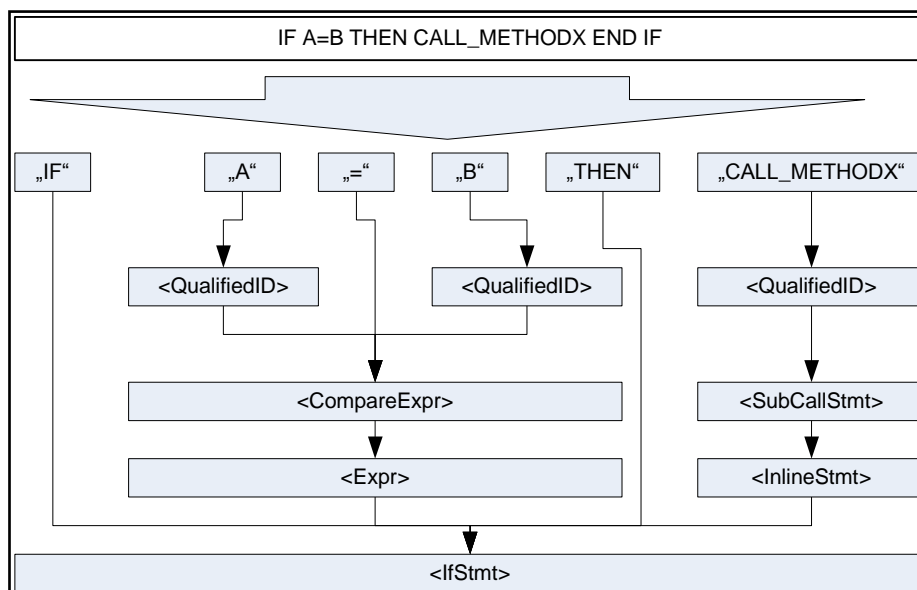 IF A=B THEN CALL_METHODX END IF
„IF“ „A“ „=“ „B“ „THEN“ „CALL_METHODX“
<QualifiedID> <QualifiedID> <QualifiedID>
<CompareExpr> <SubCallStmt>
<Expr> <InlineStmt>
<IfStmt>